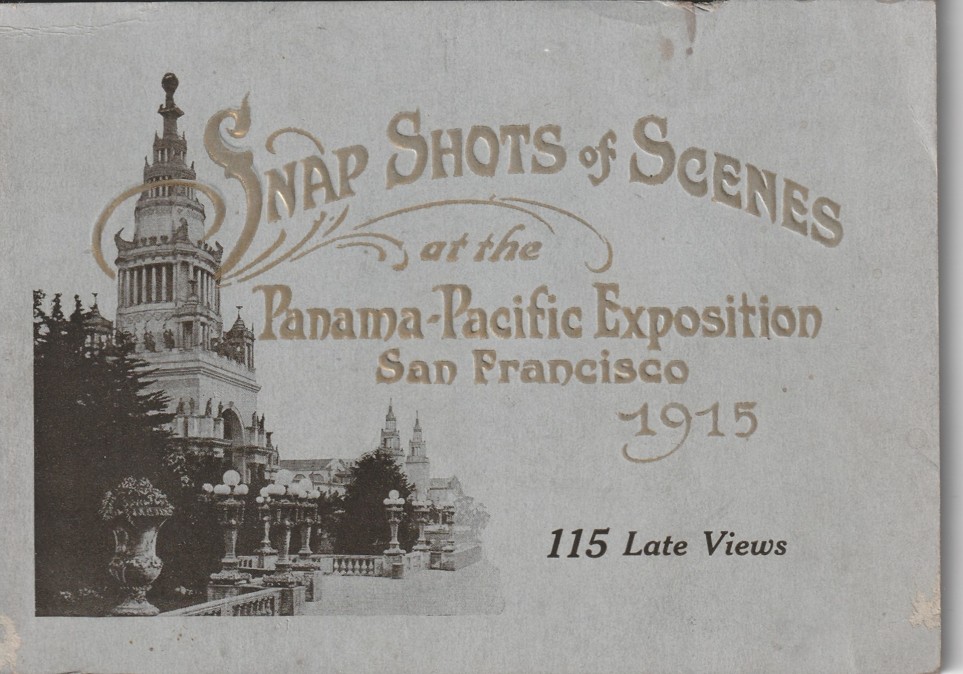 Snap Shots of Scenes
at the
Panama-Pacific Exposition
San Francisco
1915
115 Late Views